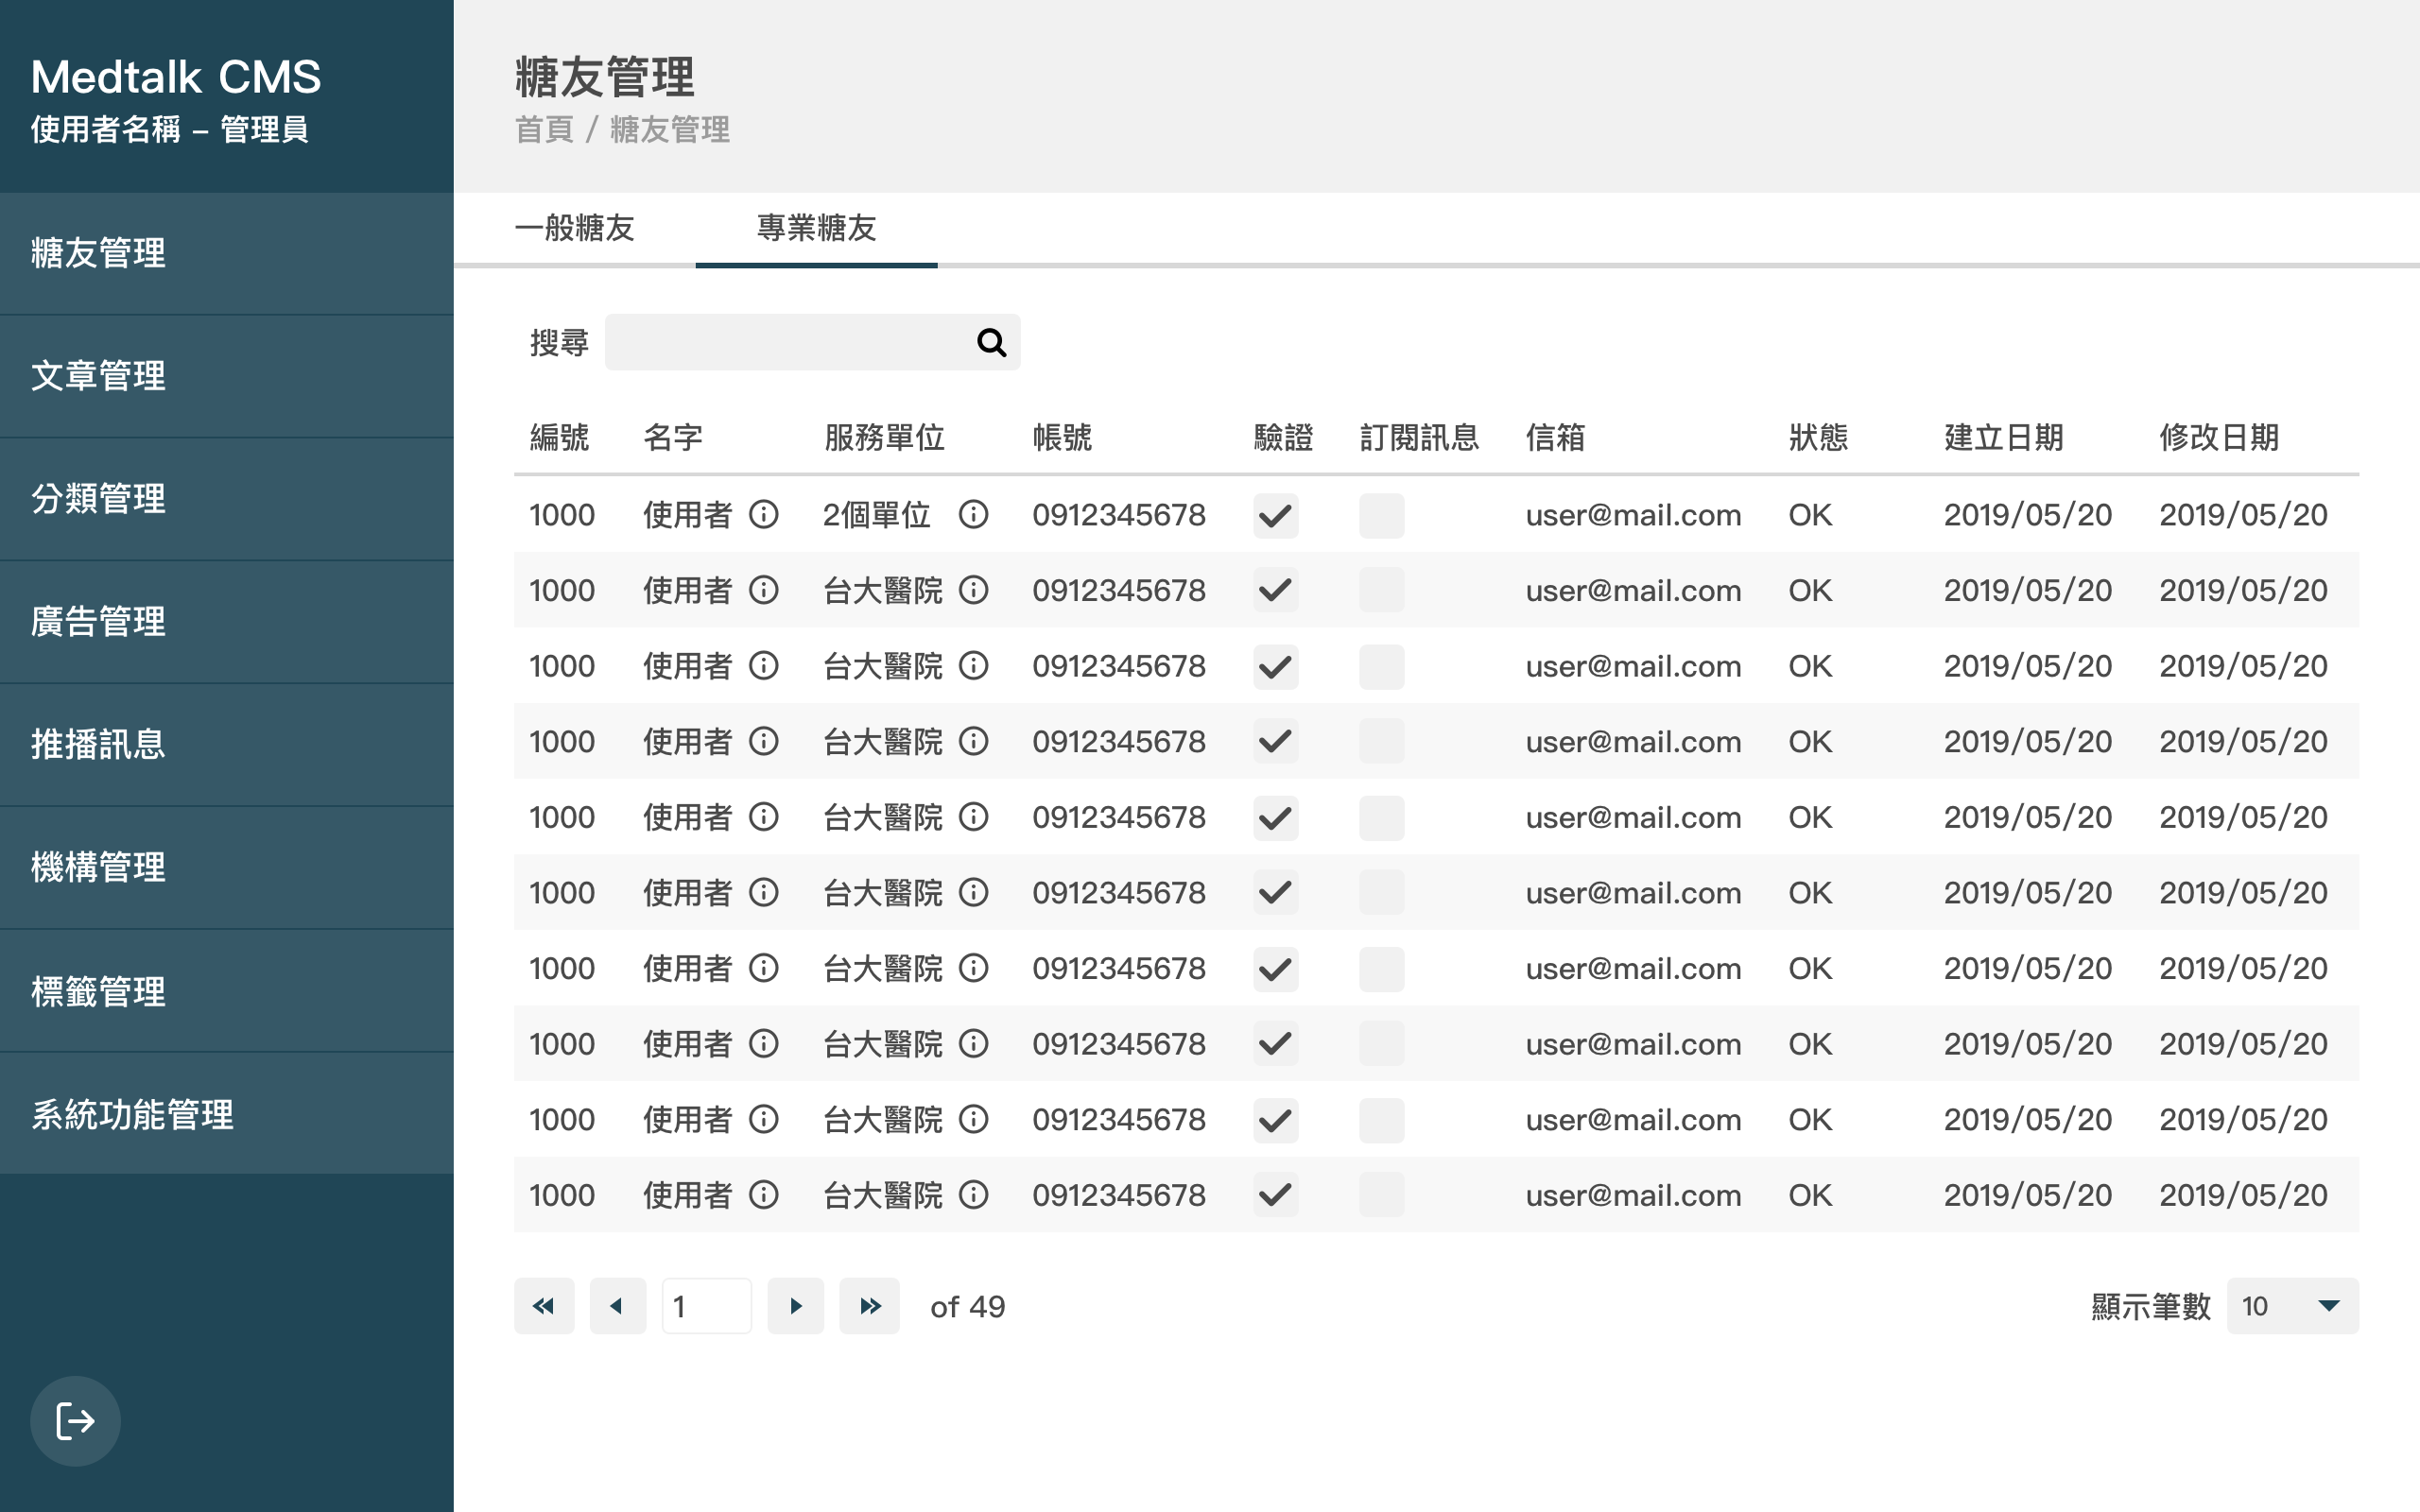 Medtalk CMS
使用者名稱 – 管理員
糖友管理
文章管理
分類管理
廣告管理
推播訊息
機構管理
標籤管理
系統功能管理
糖友管理
首頁 / 糖友管理
一般糖友 專業糖友
搜尋
編號 名字 服務單位 帳號 驗證 訂閱訊息 信箱 狀態 建立日期 修改日期
1000 使用者 2個單位 0912345678 user@mail.com OK 2019/05/20 2019/05/20
1000 使用者 台大醫院 0912345678 user@mail.com OK 2019/05/20 2019/05/20
1000 使用者 台大醫院 0912345678 user@mail.com OK 2019/05/20 2019/05/20
1000 使用者 台大醫院 0912345678 user@mail.com OK 2019/05/20 2019/05/20
1000 使用者 台大醫院 0912345678 user@mail.com OK 2019/05/20 2019/05/20
1000 使用者 台大醫院 0912345678 user@mail.com OK 2019/05/20 2019/05/20
1000 使用者 台大醫院 0912345678 user@mail.com OK 2019/05/20 2019/05/20
1000 使用者 台大醫院 0912345678 user@mail.com OK 2019/05/20 2019/05/20
1000 使用者 台大醫院 0912345678 user@mail.com OK 2019/05/20 2019/05/20
1000 使用者 台大醫院 0912345678 user@mail.com OK 2019/05/20 2019/05/20
1 of 49 顯示筆數 10